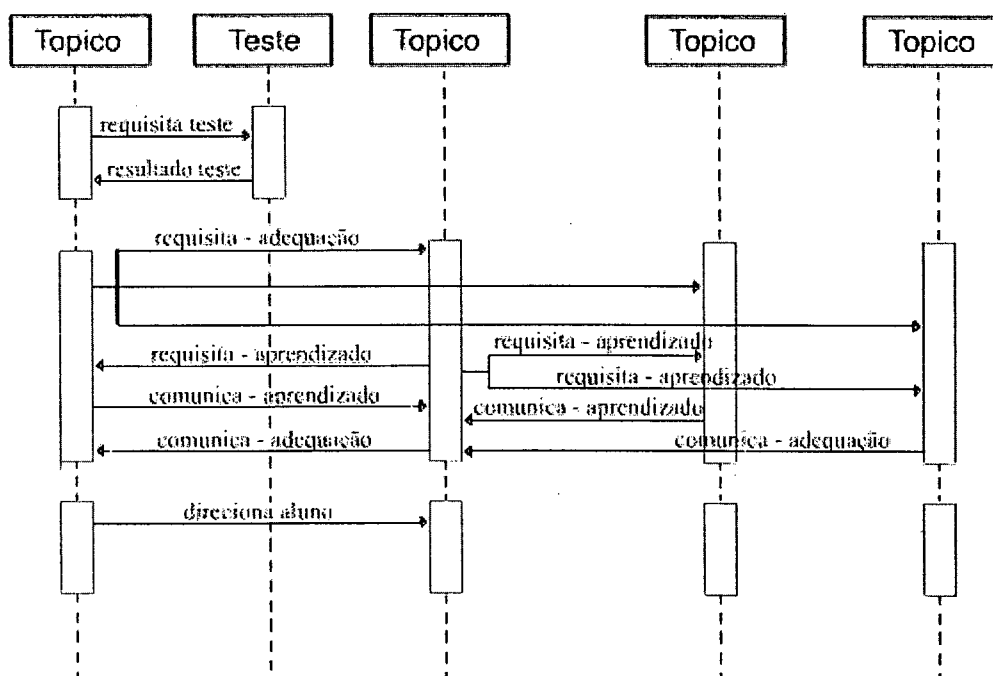 Topico
Teste
Topico
Topico
Topico
requisita teste
resultado teste
requisita - adequação
requisita - aprendizado
requisita - aprendizado
requisita - aprendizado
comunica - aprendizado
comunica - aprendizado
comunica - adequação
comunica - adequação
direciona aluno